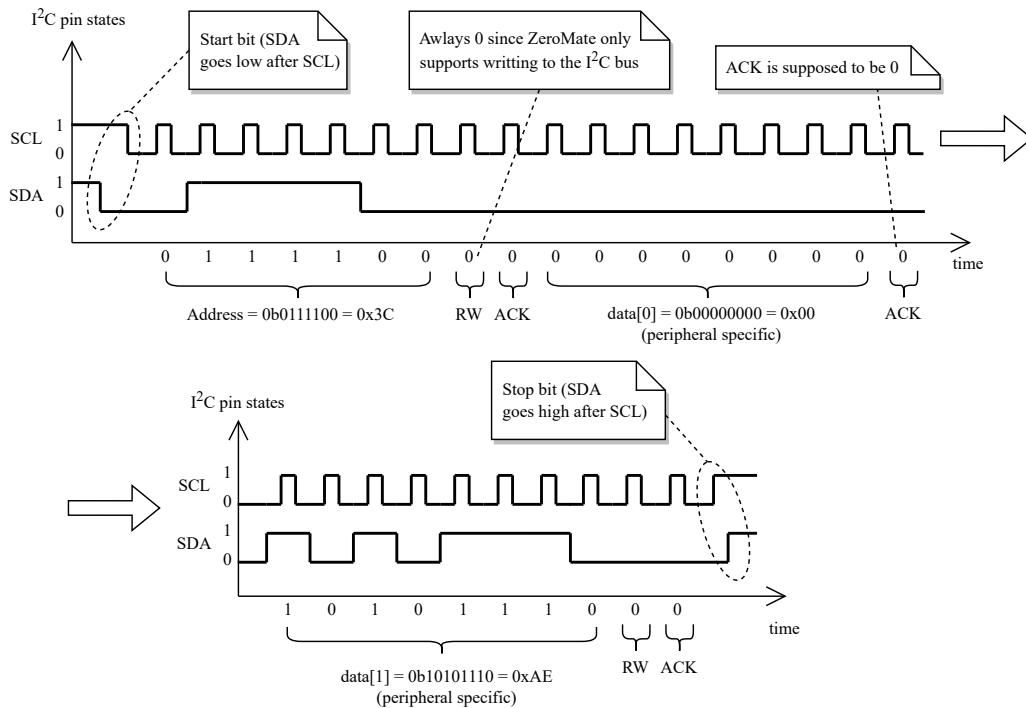 I2C pin states
Start bit (SDA
goes low after SCL)
Awlays 0 since ZeroMate only
supports writting to the I2C bus
ACK is supposed to be 0
SCL
1
0
SDA
1
0
0 1 1 1 1 0 0 0 0 0 0 0 0 0 0 0 0 0
time
Address = 0b0111100 = 0x3C
RW
ACK
data[0] = 0b00000000 = 0x00
(peripheral specific)
ACK
Stop bit (SDA
goes high after SCL)
I2C pin states
SCL
1
0
SDA
1
0
1 0 1 0 1 1 1 0 0 0
time
data[1] = 0b10101110 = 0xAE
(peripheral specific)
RW
ACK